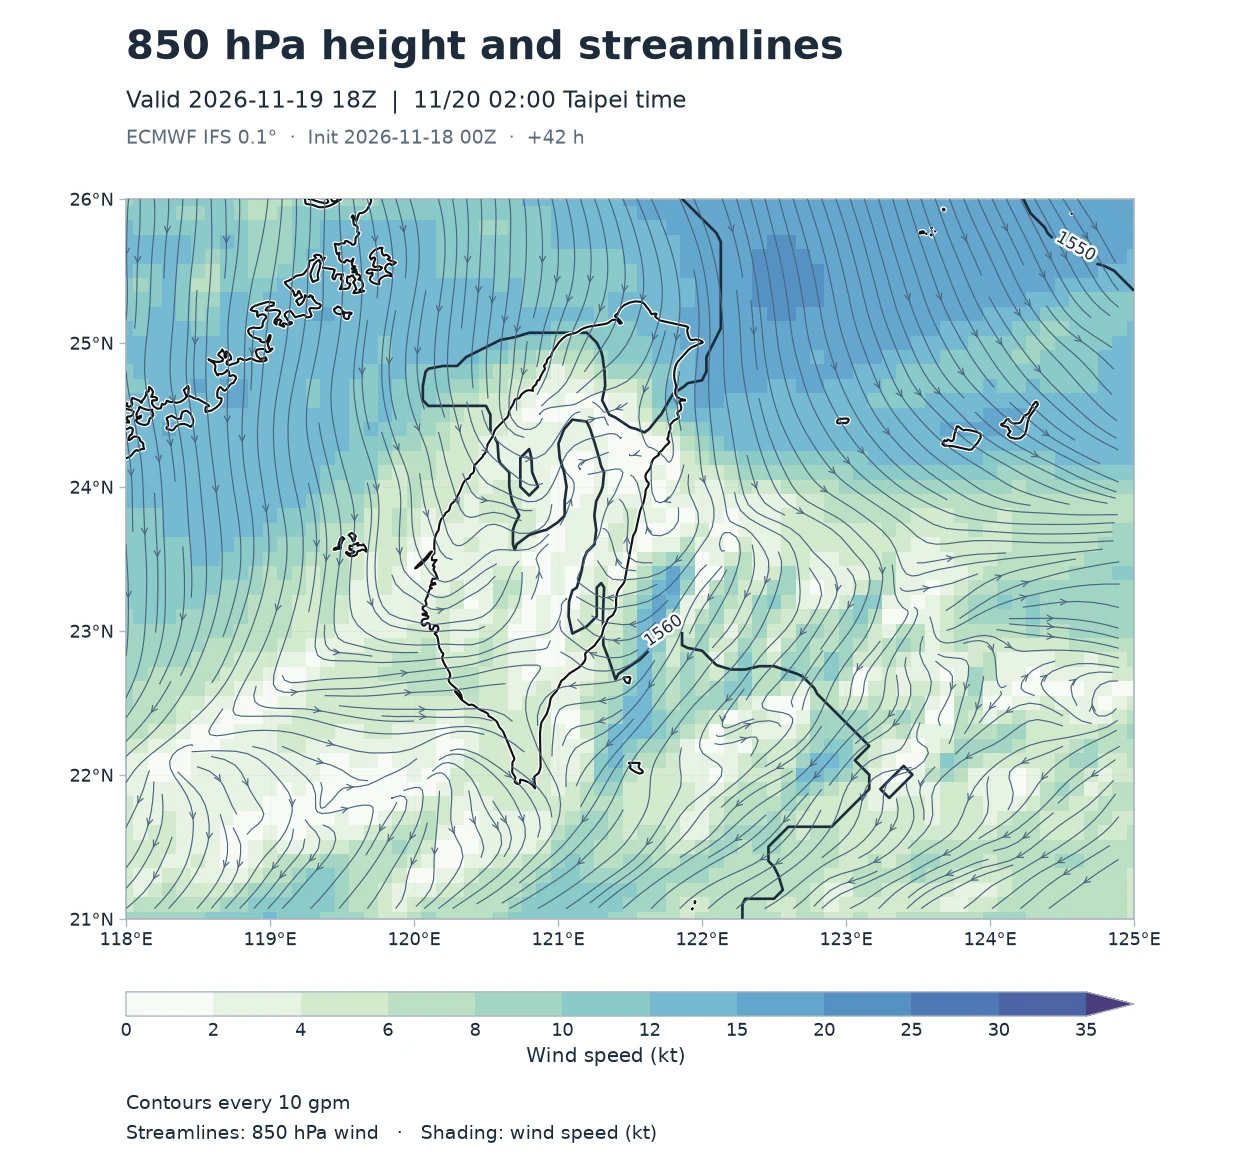 850 hPa height and streamlines
Valid 2026-11-19 18Z | 11/20 02:00 Taipei time
ECMWF IFS 0.1° · Init 2026-11-18 00Z · +42 h
26°N
25°N
24°N
23°N
22°N
21°N
1550
1560
118°E 119°E 120°E 121°E 122°E 123°E 124°E 125°E
0 2 4 6 8 10 12 15 20 25 30 35
Wind speed (kt)
Contours every 10 gpm
Streamlines: 850 hPa wind · Shading: wind speed (kt)